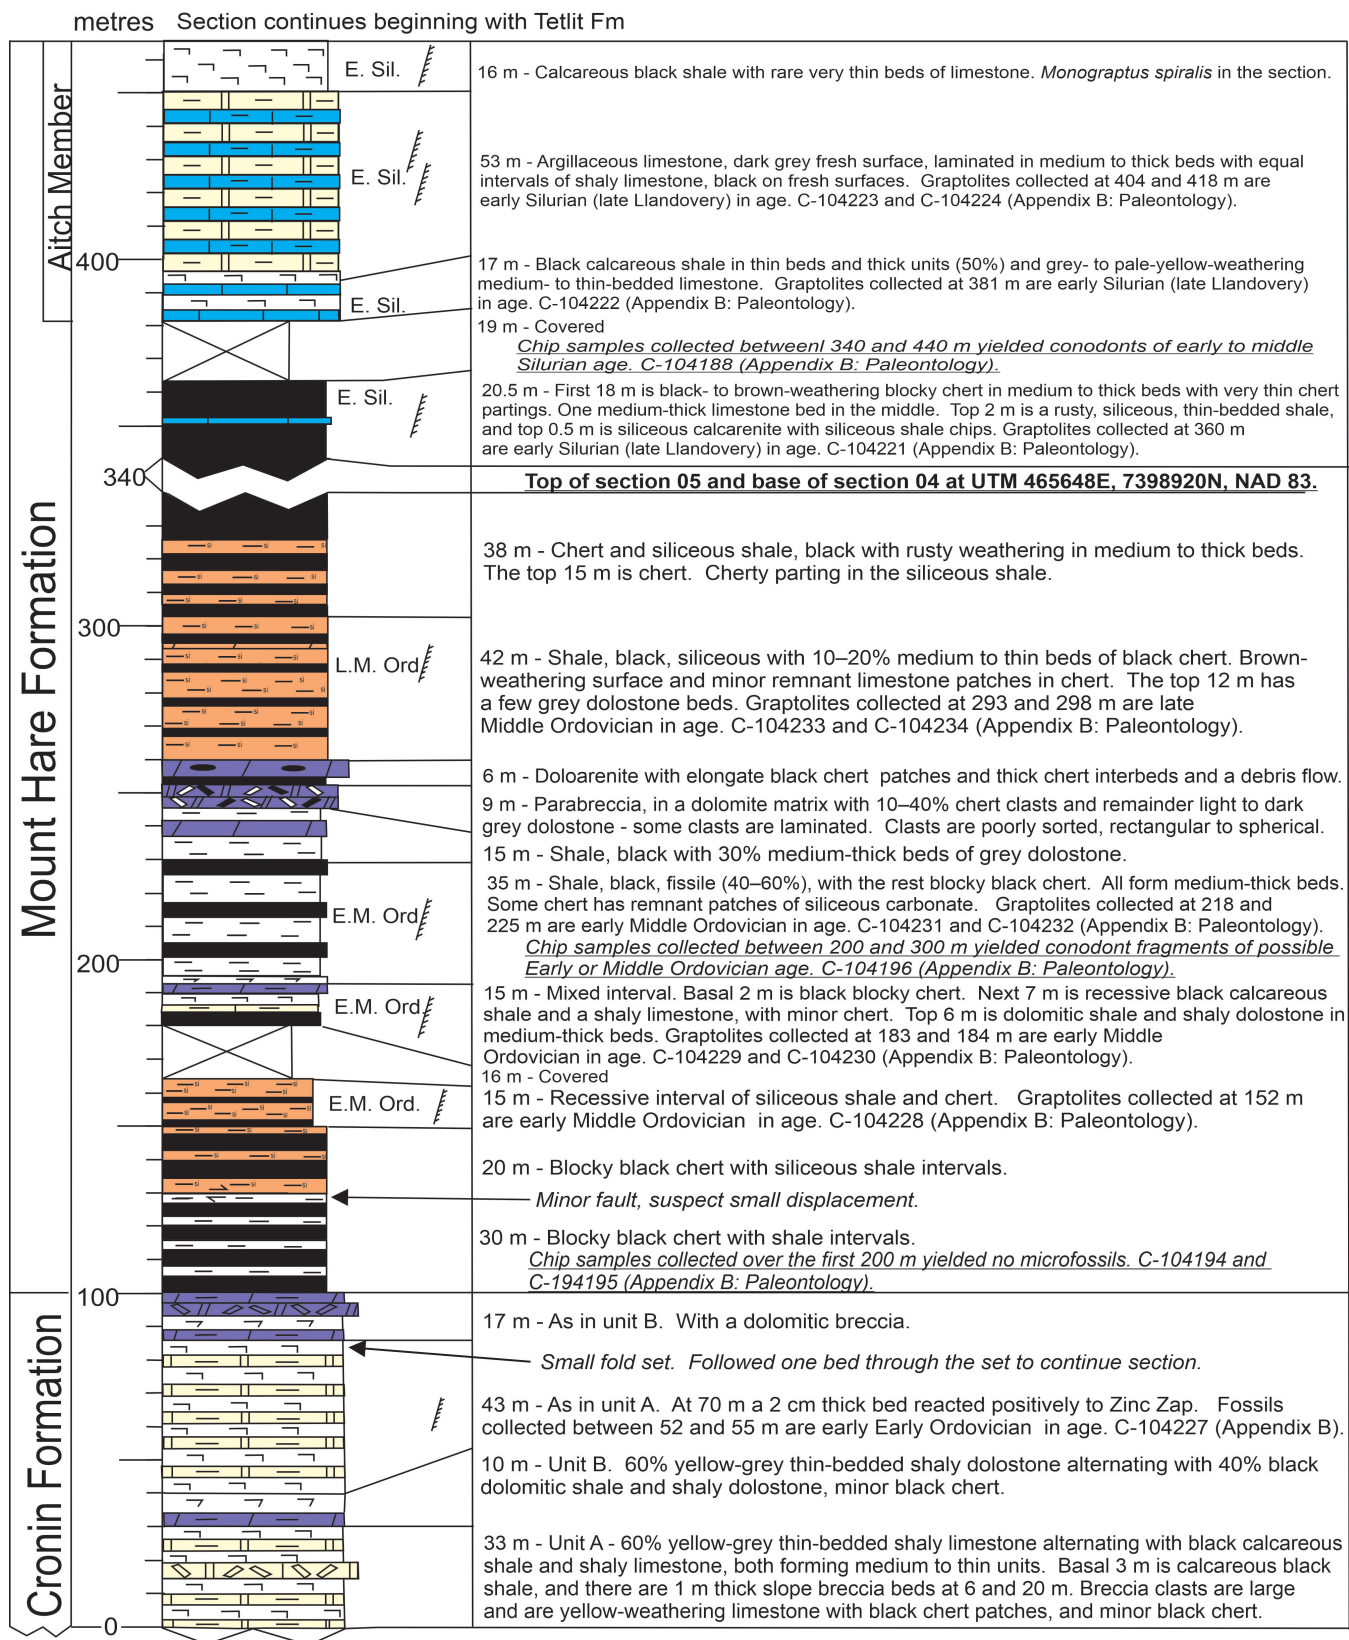 metres Section continues beginning with Tetlit Fm
Aitch Member
Mount Hare Formation
Cronin Formation
400
340
300
200
100
0
E. Sil.
E. Sil.
E. Sil.
E. Sil.
L.M. Ord
E.M. Ord
E.M. Ord
E.M. Ord.
16 m - Calcareous black shale with rare very thin beds of limestone. Monograptus spiralis in the section.
53 m - Argillaceous limestone, dark grey fresh surface, laminated in medium to thick beds with equal
intervals of shaly limestone, black on fresh surfaces. Graptolites collected at 404 and 418 m are
early Silurian (late Llandovery) in age. C-104223 and C-104224 (Appendix B: Paleontology).
17 m - Black calcareous shale in thin beds and thick units (50%) and grey- to pale-yellow-weathering
medium- to thin-bedded limestone. Graptolites collected at 381 m are early Silurian (late Llandovery)
in age. C-104222 (Appendix B: Paleontology).
19 m - Covered
Chip samples collected betweenl 340 and 440 m yielded conodonts of early to middle
Silurian age. C-104188 (Appendix B: Paleontology).
20.5 m - First 18 m is black- to brown-weathering blocky chert in medium to thick beds with very thin chert
partings. One medium-thick limestone bed in the middle. Top 2 m is a rusty, siliceous, thin-bedded shale,
and top 0.5 m is siliceous calcarenite with siliceous shale chips. Graptolites collected at 360 m
are early Silurian (late Llandovery) in age. C-104221 (Appendix B: Paleontology).
Top of section 05 and base of section 04 at UTM 465648E, 7398920N, NAD 83.
38 m - Chert and siliceous shale, black with rusty weathering in medium to thick beds.
The top 15 m is chert. Cherty parting in the siliceous shale.
42 m - Shale, black, siliceous with 10–20% medium to thin beds of black chert. Brown-
weathering surface and minor remnant limestone patches in chert. The top 12 m has
a few grey dolostone beds. Graptolites collected at 293 and 298 m are late
Middle Ordovician in age. C-104233 and C-104234 (Appendix B: Paleontology).
6 m - Doloarenite with elongate black chert patches and thick chert interbeds and a debris flow.
9 m - Parabreccia, in a dolomite matrix with 10–40% chert clasts and remainder light to dark
grey dolostone - some clasts are laminated. Clasts are poorly sorted, rectangular to spherical.
15 m - Shale, black with 30% medium-thick beds of grey dolostone.
35 m - Shale, black, fissile (40–60%), with the rest blocky black chert. All form medium-thick beds.
Some chert has remnant patches of siliceous carbonate. Graptolites collected at 218 and
225 m are early Middle Ordovician in age. C-104231 and C-104232 (Appendix B: Paleontology).
Chip samples collected between 200 and 300 m yielded conodont fragments of possible
Early or Middle Ordovician age. C-104196 (Appendix B: Paleontology).
15 m - Mixed interval. Basal 2 m is black blocky chert. Next 7 m is recessive black calcareous
shale and a shaly limestone, with minor chert. Top 6 m is dolomitic shale and shaly dolostone in
medium-thick beds. Graptolites collected at 183 and 184 m are early Middle
Ordovician in age. C-104229 and C-104230 (Appendix B: Paleontology).
16 m - Covered
15 m - Recessive interval of siliceous shale and chert. Graptolites collected at 152 m
are early Middle Ordovician in age. C-104228 (Appendix B: Paleontology).
20 m - Blocky black chert with siliceous shale intervals.
Minor fault, suspect small displacement.
30 m - Blocky black chert with shale intervals.
Chip samples collected over the first 200 m yielded no microfossils. C-104194 and
C-194195 (Appendix B: Paleontology).
17 m - As in unit B. With a dolomitic breccia.
Small fold set. Followed one bed through the set to continue section.
43 m - As in unit A. At 70 m a 2 cm thick bed reacted positively to Zinc Zap. Fossils
collected between 52 and 55 m are early Early Ordovician in age. C-104227 (Appendix B).
10 m - Unit B. 60% yellow-grey thin-bedded shaly dolostone alternating with 40% black
dolomitic shale and shaly dolostone, minor black chert.
33 m - Unit A - 60% yellow-grey thin-bedded shaly limestone alternating with black calcareous
shale and shaly limestone, both forming medium to thin units. Basal 3 m is calcareous black
shale, and there are 1 m thick slope breccia beds at 6 and 20 m. Breccia clasts are large
and are yellow-weathering limestone with black chert patches, and minor black chert.